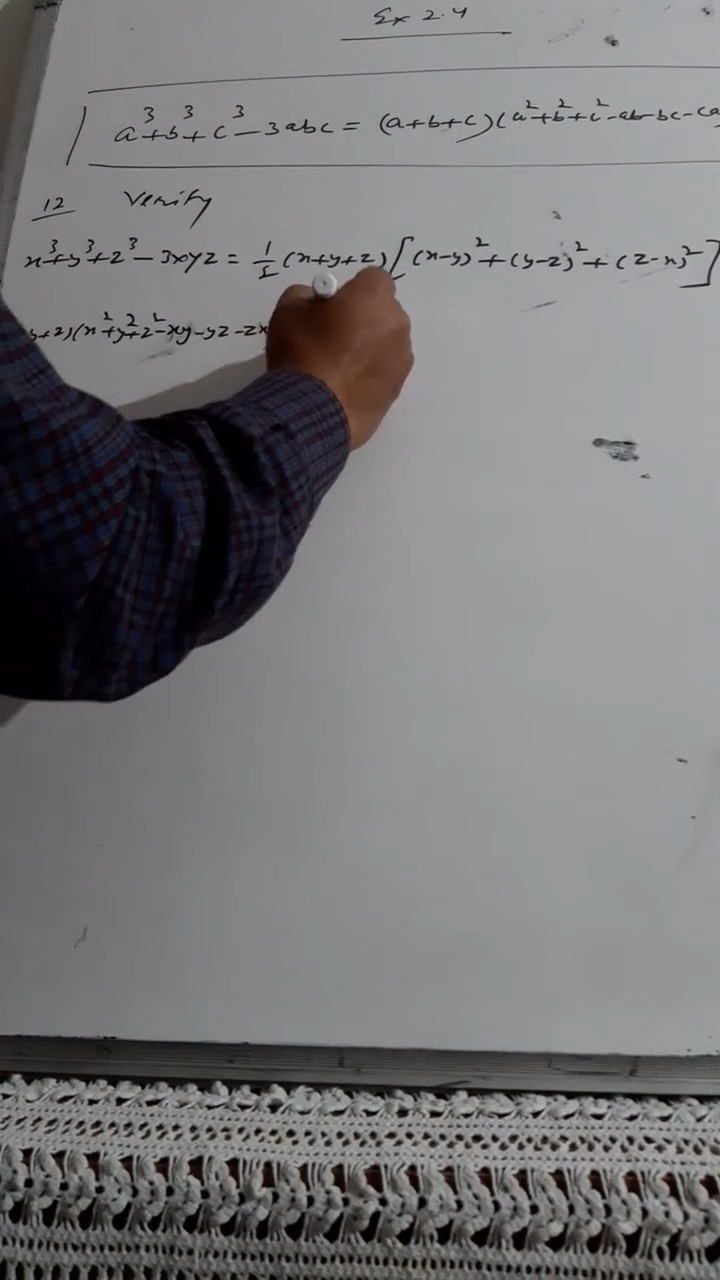 Ex 2.4
a³+b³+c³-3abc = (a+b+c)(a²+b²+c²-ab-bc-ca
12 Verify
x³+y³+z³-3xyz = 1/2 (x+y+z)[(x-y)²+(y-z)²+(z-x)²]
y+z)(x²+y²+z²-xy-yz-zx